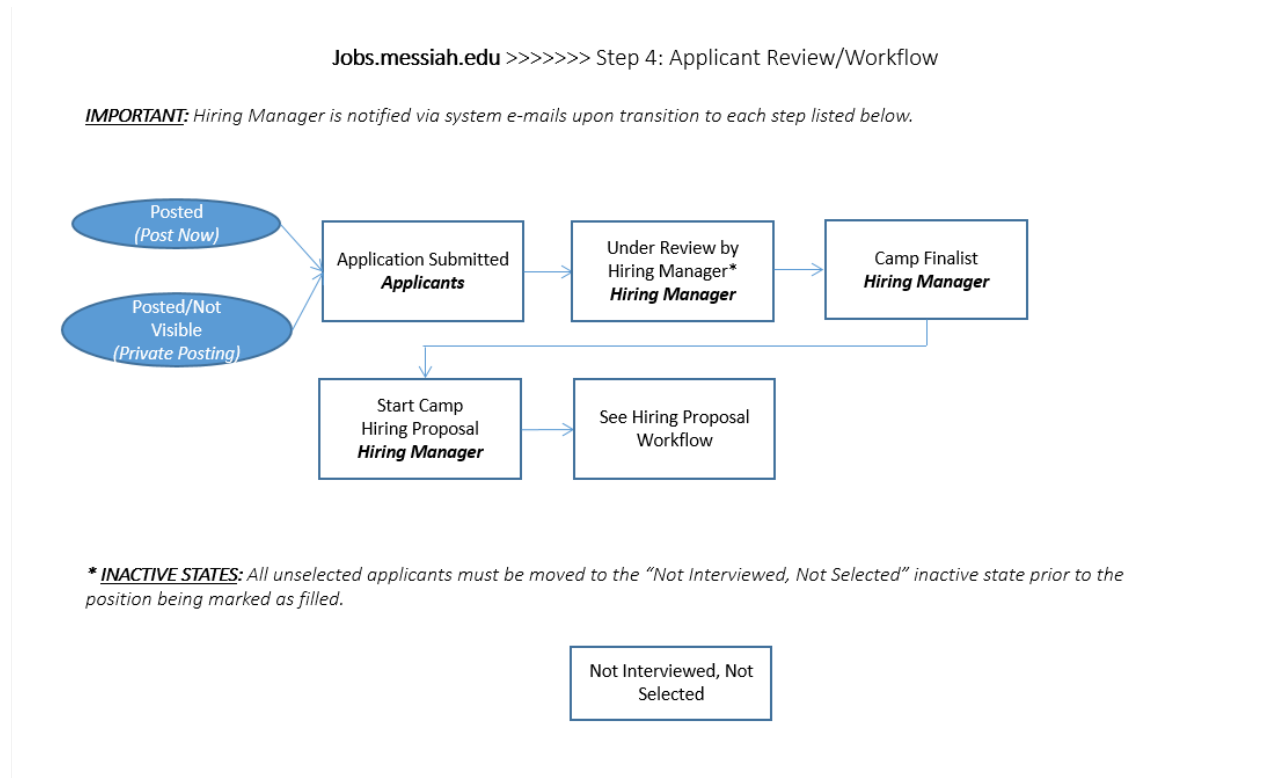 Jobs.messiah.edu >>>>>>> Step 4: Applicant Review/Workflow
IMPORTANT: Hiring Manager is notified via system e-mails upon transition to each step listed below.
Posted
(Post Now)
Posted/Not
Visible
(Private Posting)
Application Submitted
Applicants
Under Review by
Hiring Manager*
Hiring Manager
Camp Finalist
Hiring Manager
Start Camp
Hiring Proposal
Hiring Manager
See Hiring Proposal
Workflow
* INACTIVE STATES: All unselected applicants must be moved to the “Not Interviewed, Not Selected” inactive state prior to the
position being marked as filled.
Not Interviewed, Not
Selected